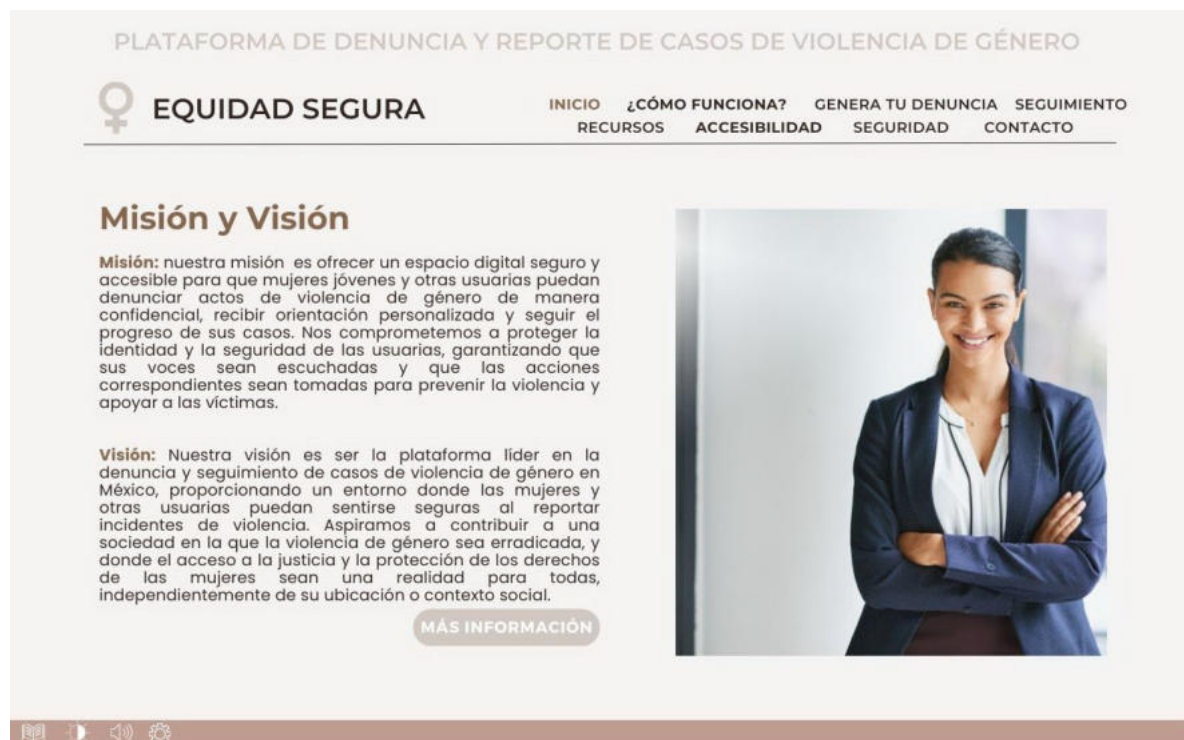 PLATAFORMA DE DENUNCIA Y REPORTE DE CASOS DE VIOLENCIA DE GÉNERO
EQUIDAD SEGURA
INICIO ¿CÓMO FUNCIONA? GENERA TU DENUNCIA SEGUIMIENTO
RECURSOS ACCESIBILIDAD SEGURIDAD CONTACTO
Misión y Visión
Misión: nuestra misión es ofrecer un espacio digital seguro y
accesible para que mujeres jóvenes y otras usuarias puedan
denunciar actos de violencia de género de manera
confidencial, recibir orientación personalizada y seguir el
progreso de sus casos. Nos comprometemos a proteger la
identidad y la seguridad de las usuarias, garantizando que
sus voces sean escuchadas y que las acciones
correspondientes sean tomadas para prevenir la violencia y
apoyar a las víctimas.
Visión: Nuestra visión es ser la plataforma líder en la
denuncia y seguimiento de casos de violencia de género en
México, proporcionando un entorno donde las mujeres y
otras usuarias puedan sentirse seguras al reportar
incidentes de violencia. Aspiramos a contribuir a una
sociedad en la que la violencia de género sea erradicada, y
donde el acceso a la justicia y la protección de los derechos
de las mujeres sean una realidad para todas,
independientemente de su ubicación o contexto social.
MÁS INFORMACIÓN